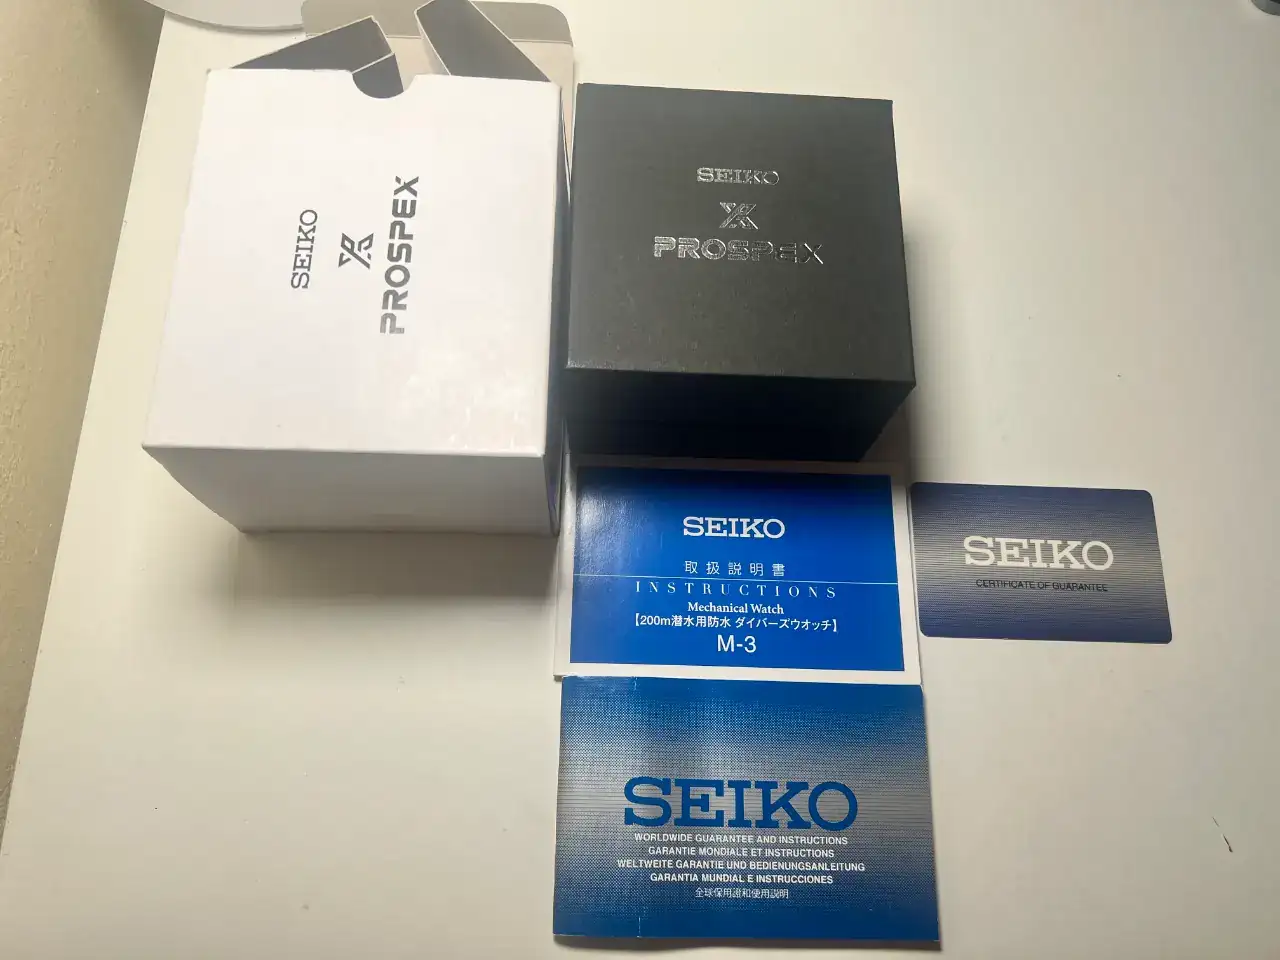 SEIKO
PROSPEX
SEIKO
PROSPEX
SEIKO
取扱説明書
INSTRUCTIONS
Mechanical Watch
【200m潜水用防水 ダイバーズウオッチ】
M-3
SEIKO
CERTIFICATE OF GUARANTEE
SEIKO
WORLDWIDE GUARANTEE AND INSTRUCTIONS
GARANTIE MONDIALE ET INSTRUCTIONS
WELTWEITE GARANTIE UND BEDIENUNGSANLEITUNG
GARANTIA MUNDIAL E INSTRUCCIONES
全球保用證和使用説明